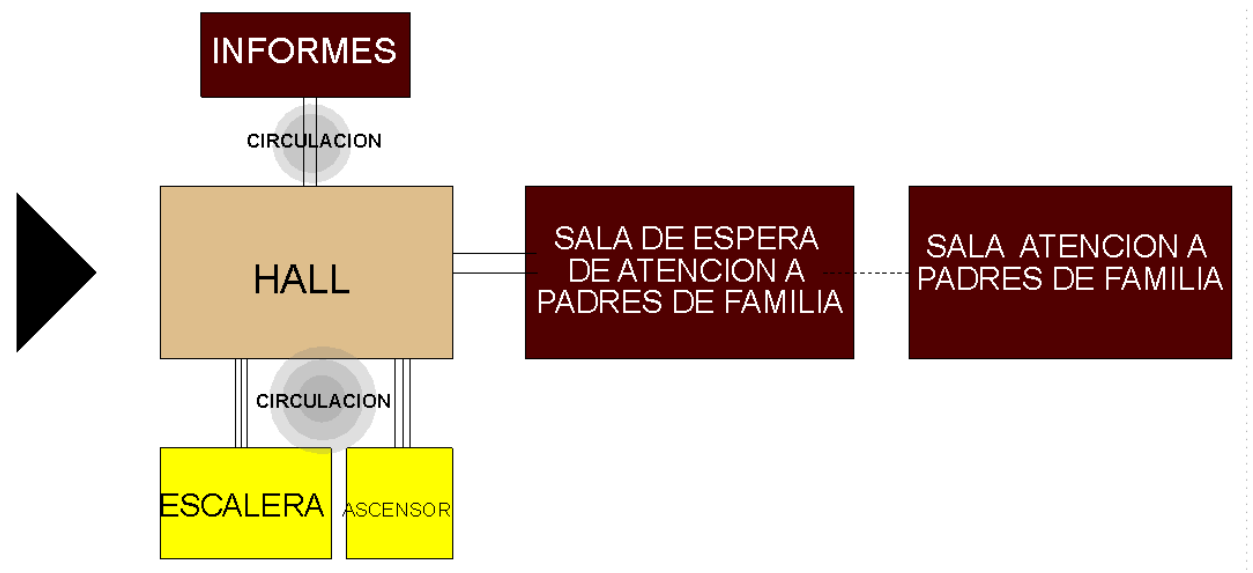 INFORMES
CIRCULACION
HALL
SALA DE ESPERA
DE ATENCION A
PADRES DE FAMILIA
SALA ATENCION A
PADRES DE FAMILIA
CIRCULACION
ESCALERA
ASCENSOR